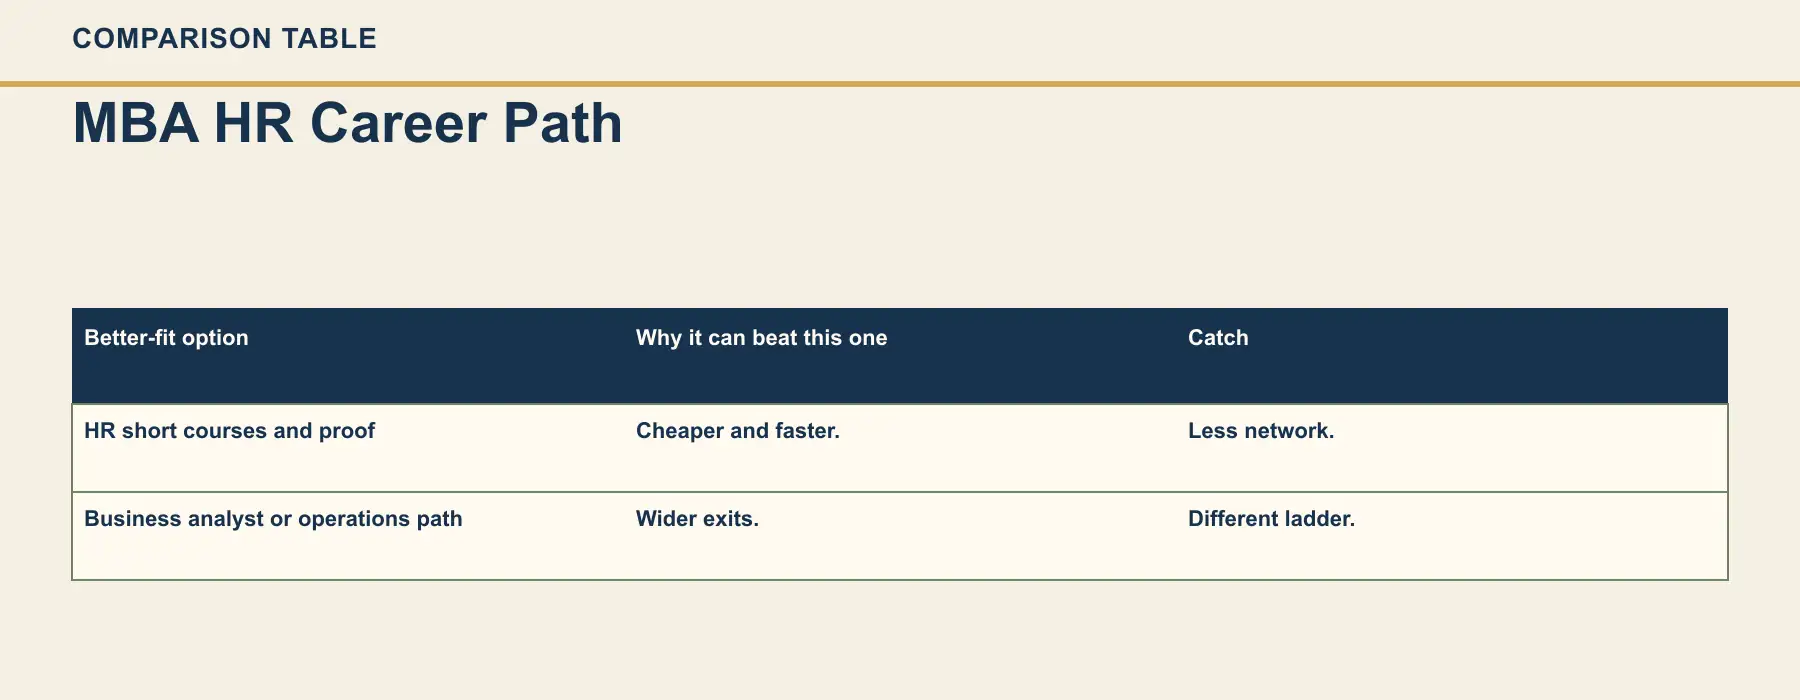 COMPARISON TABLE
MBA HR Career Path
Better-fit option Why it can beat this one Catch
HR short courses and proof Cheaper and faster. Less network.
Business analyst or operations path Wider exits. Different ladder.